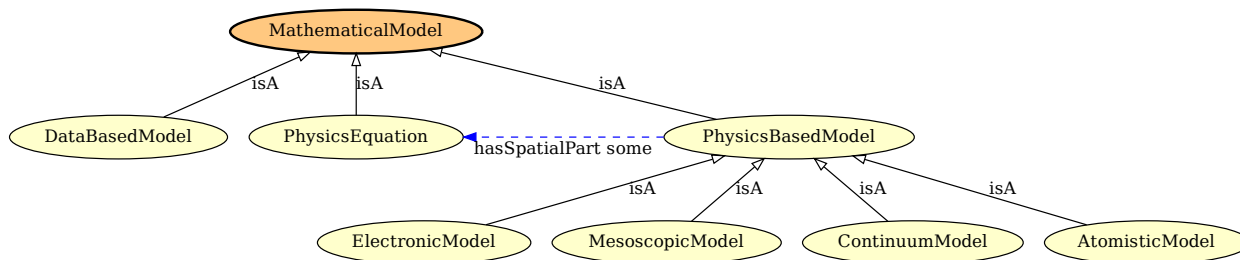 MathematicalModel
isA
isA
isA
DataBasedModel
PhysicsEquation
PhysicsBasedModel
hasSpatialPart some
isA
isA
isA
isA
ElectronicModel
MesoscopicModel
ContinuumModel
AtomisticModel